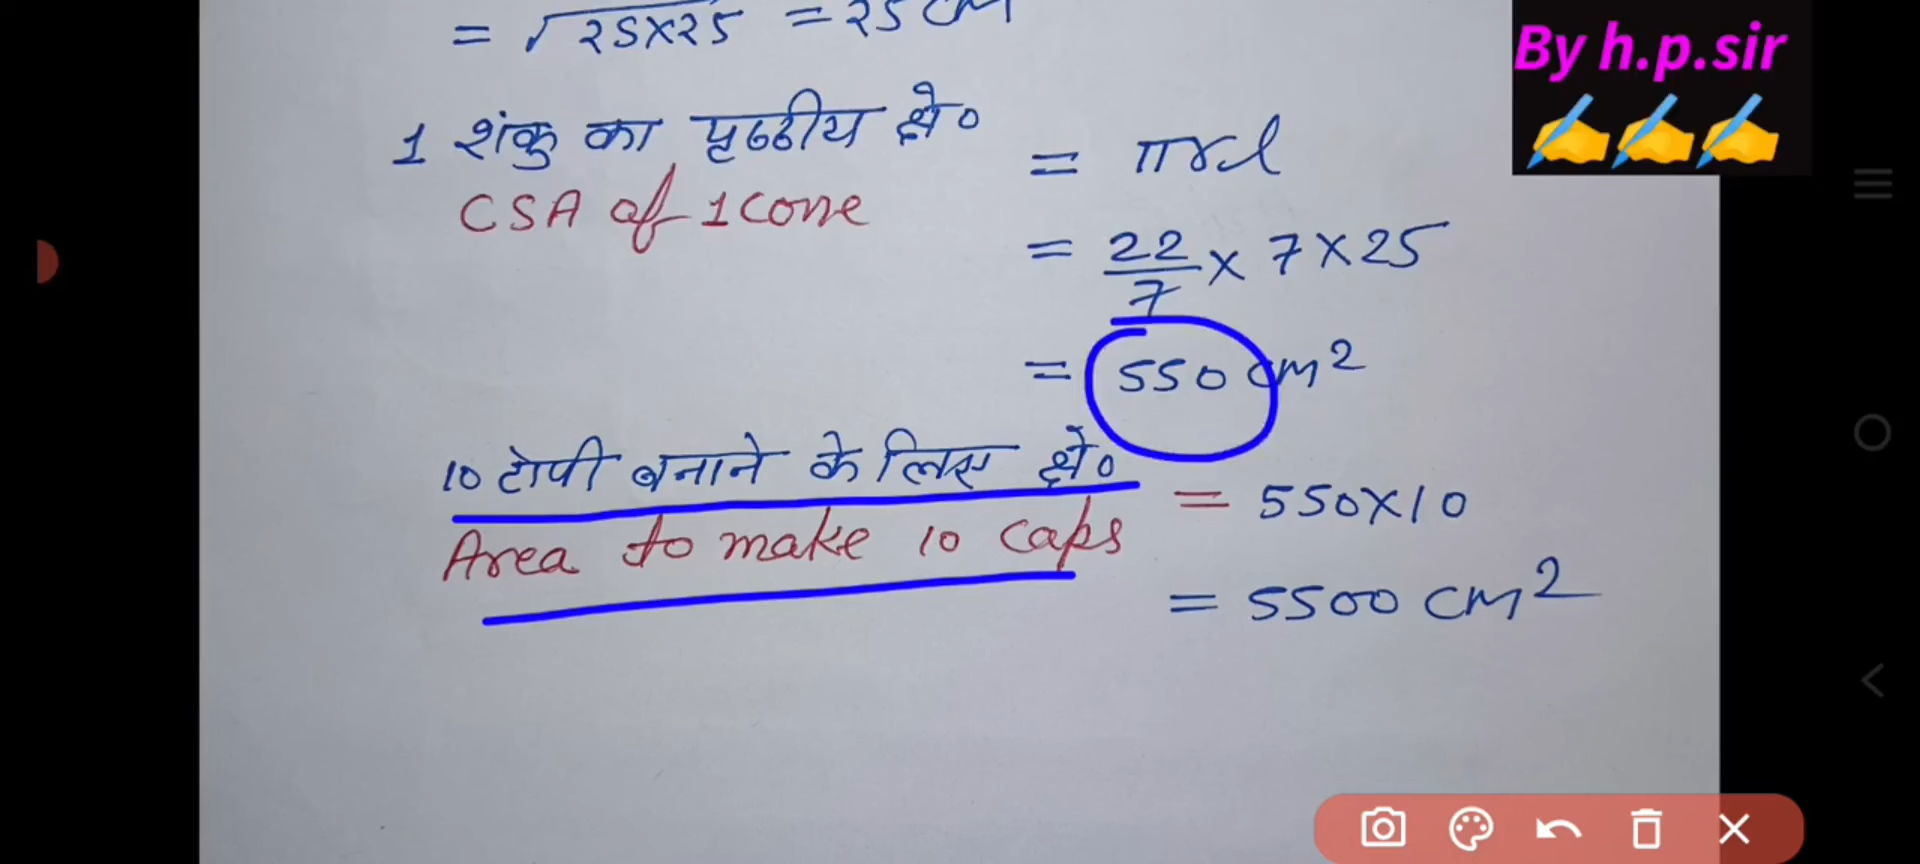 = √25×25 = 25 cm
By h.p.sir
1 शंकु का पृष्ठीय क्षे०
CSA of 1 cone
= πrl
= 22/7 × 7×25
= 550 cm²
10 टोपी बनाने के लिए क्षे०
Area to make 10 caps
= 550×10
= 5500 cm²